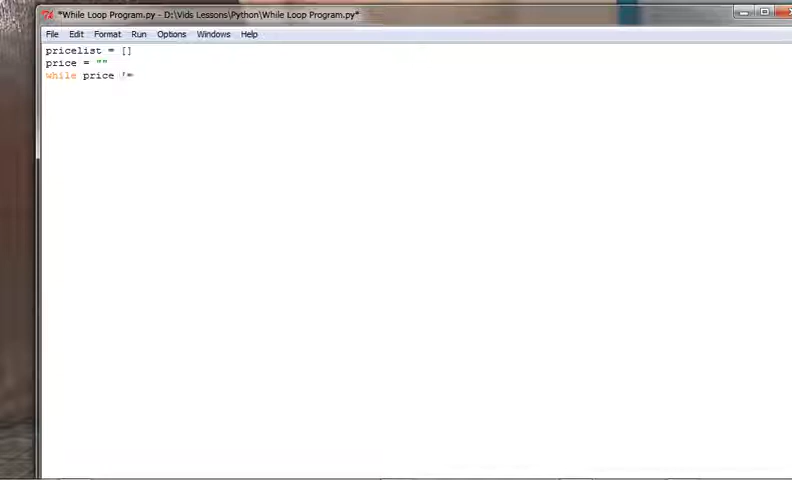 *While Loop Program.py - D:\Vids Lessons\Python\While Loop Program.py*
File Edit Format Run Options Windows Help
pricelist = []
price = ""
while price !=